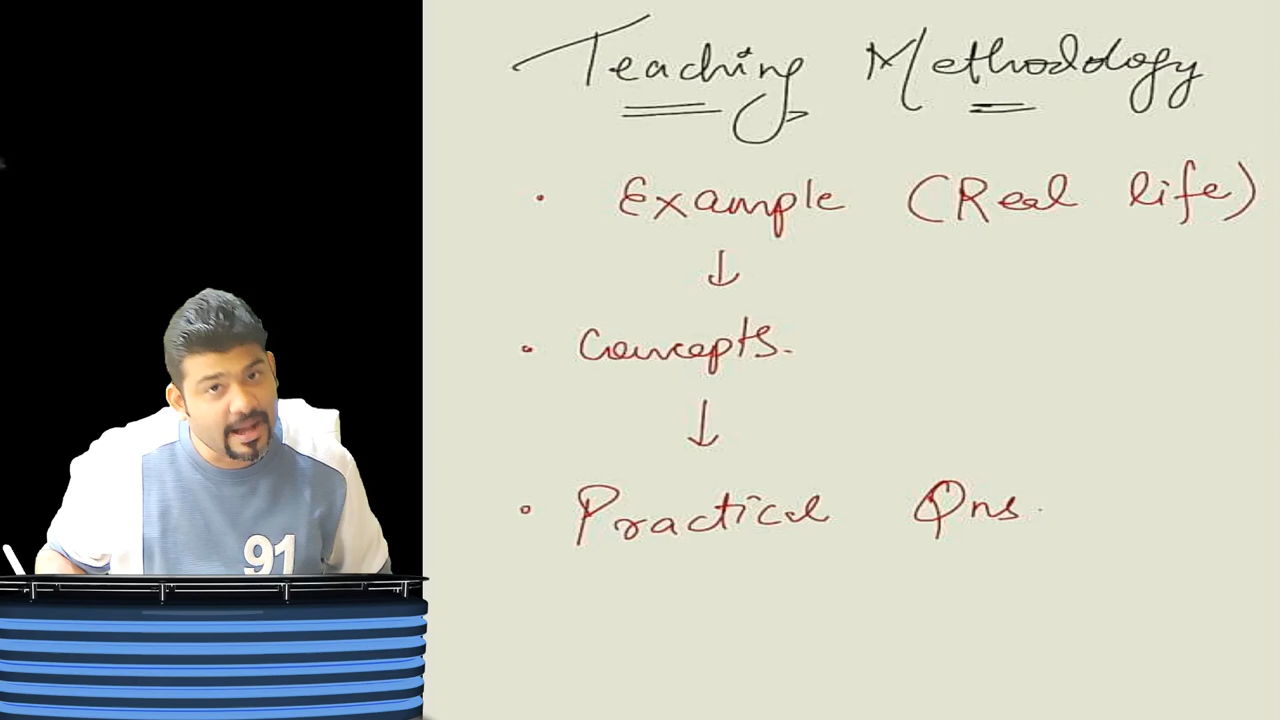 Teaching Methodology
• Example (Real life)
↓
• Concepts.
↓
• Practical Qns.
91